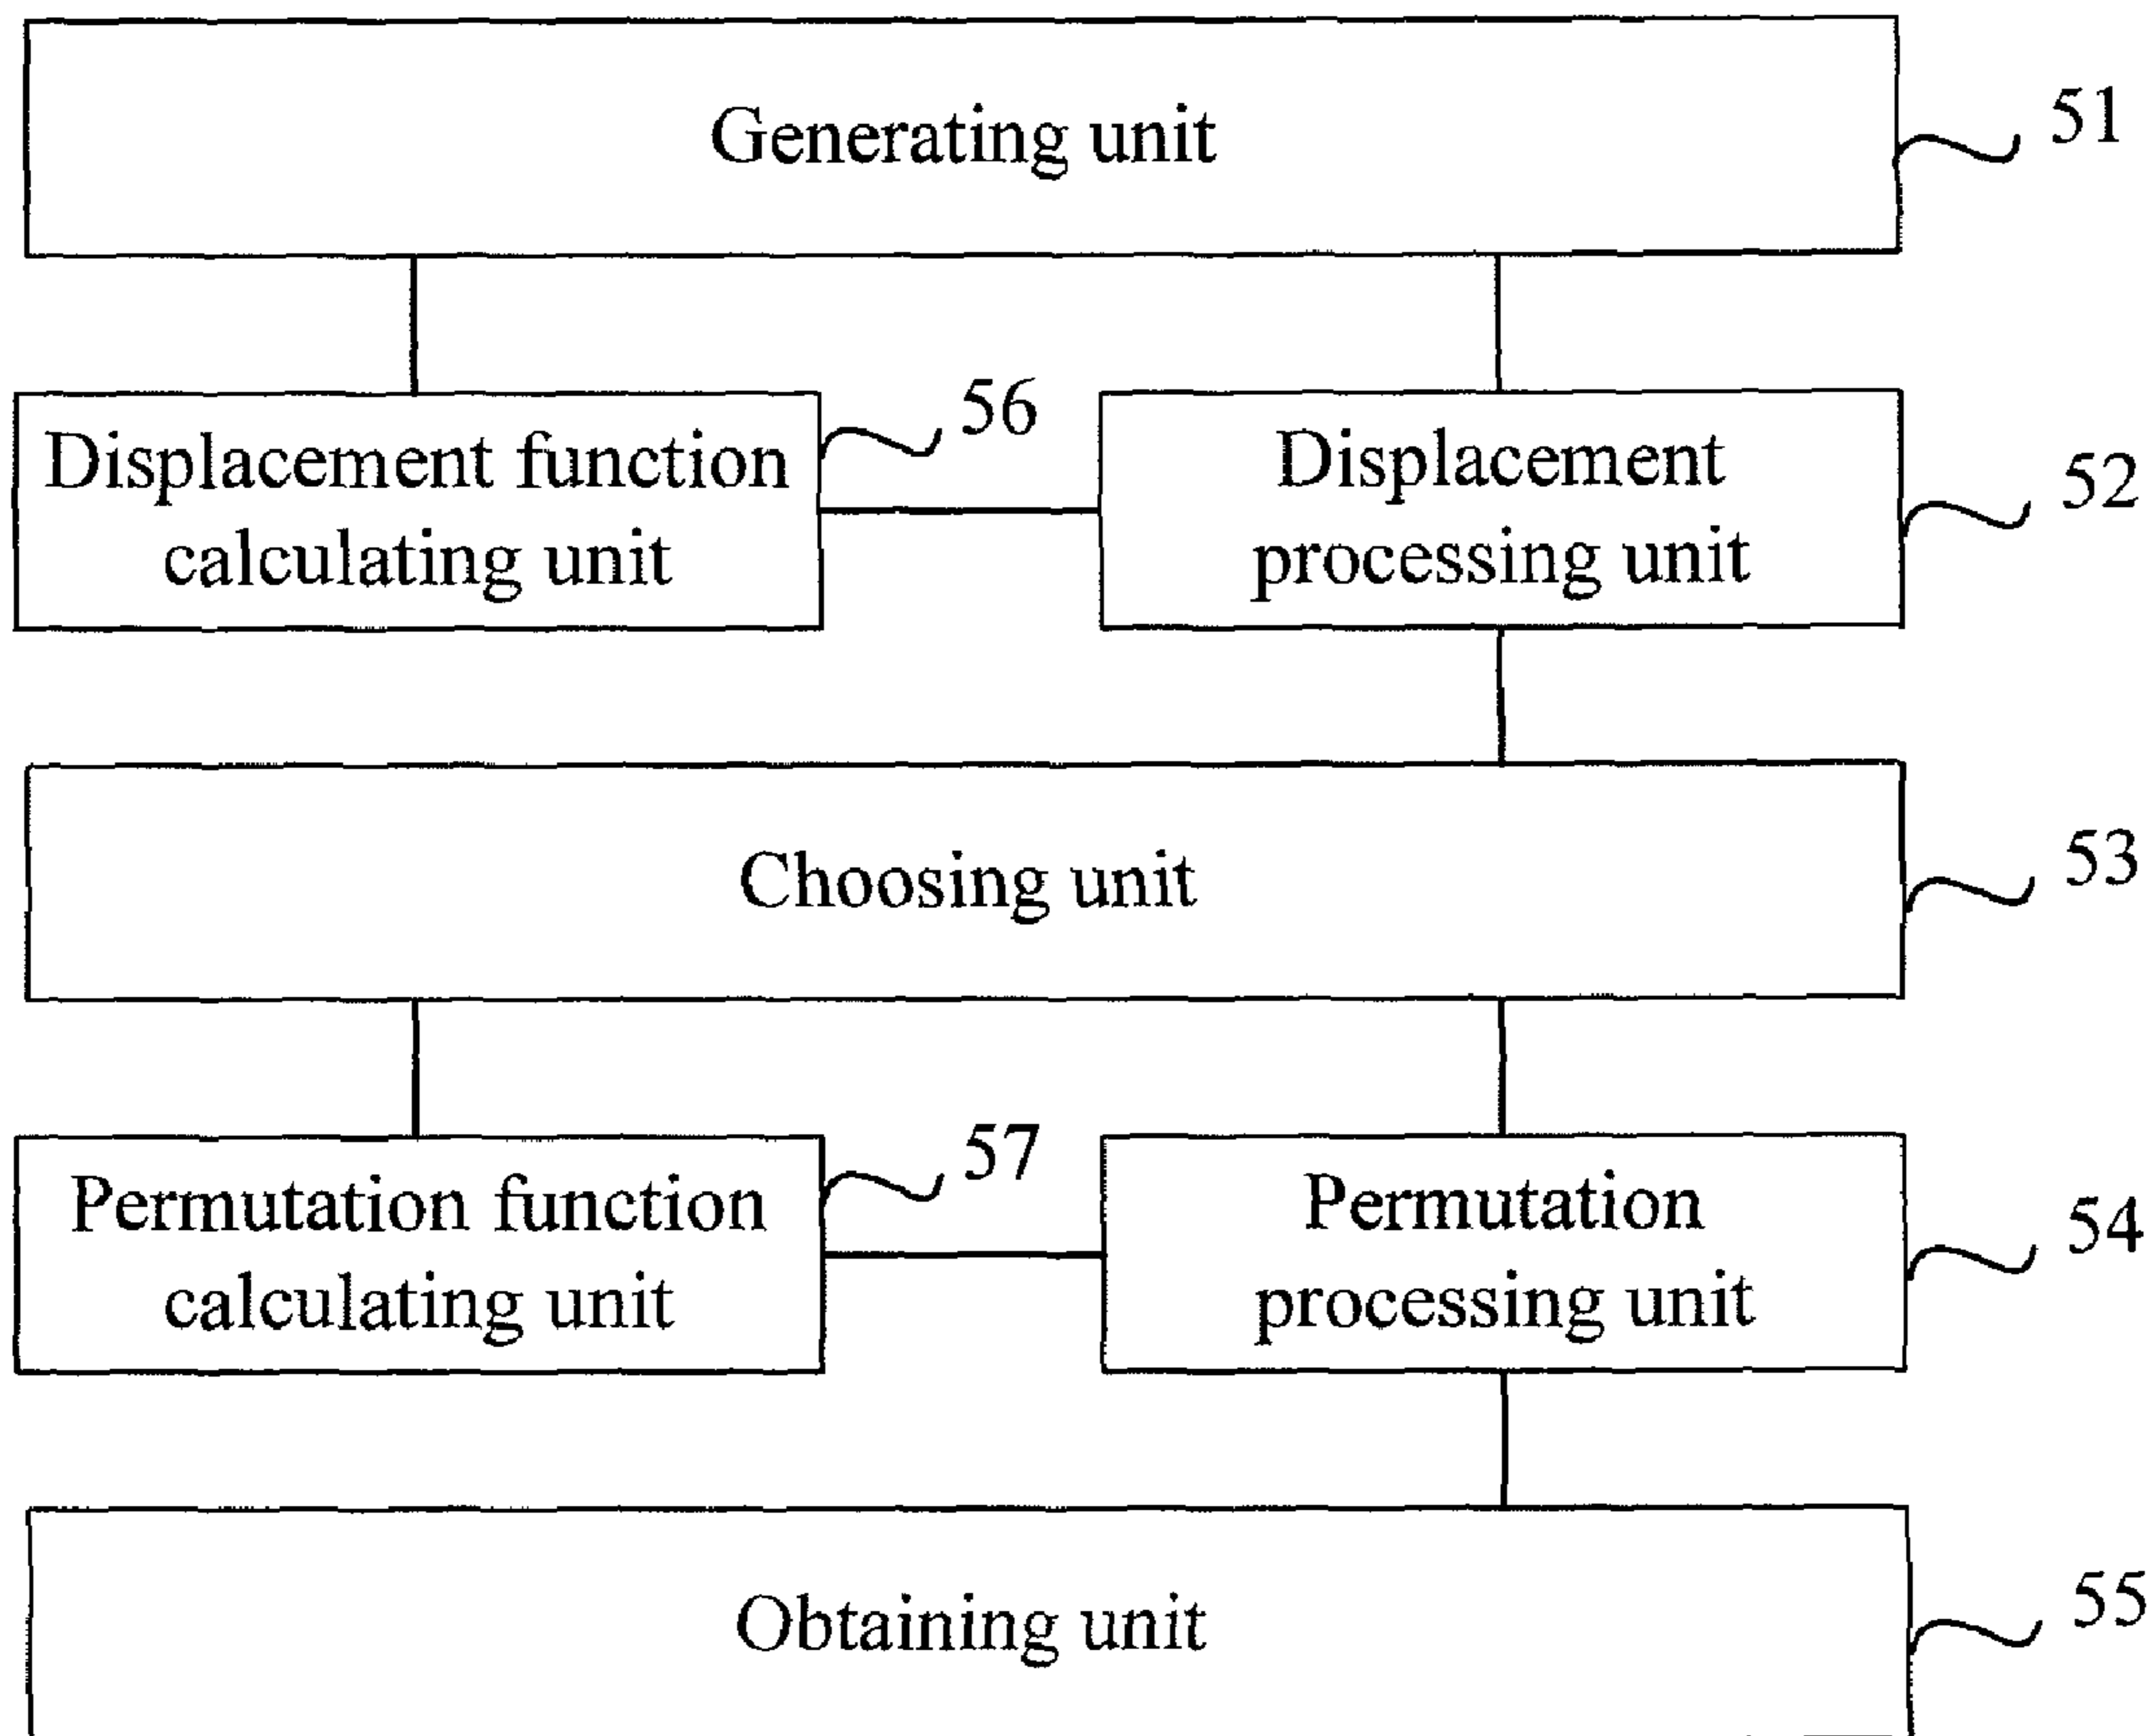 Generating unit
51
Displacement function
calculating unit
56
Displacement
processing unit
52
Choosing unit
53
Permutation function
calculating unit
57
Permutation
processing unit
54
Obtaining unit
55